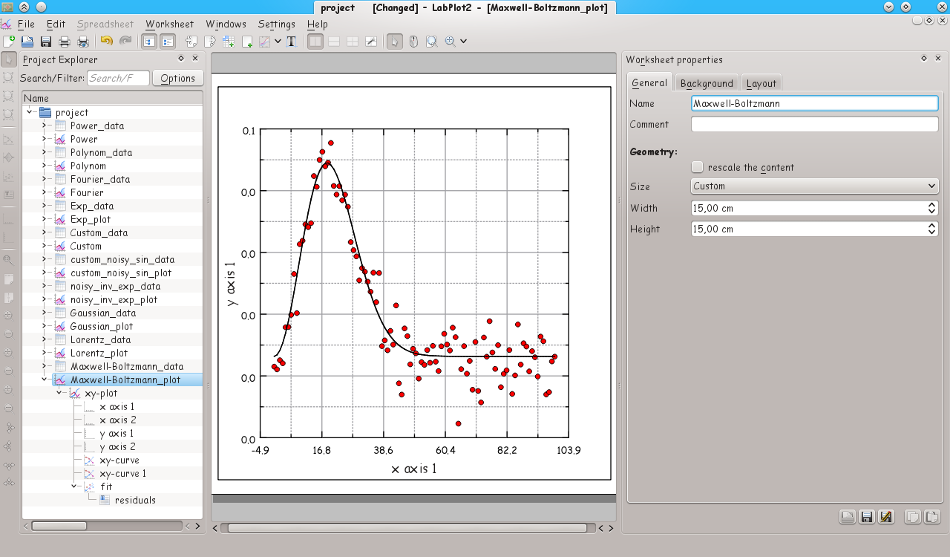 project [Changed] – LabPlot2 – [Maxwell-Boltzmann_plot]
File Edit Spreadsheet Worksheet Windows Settings Help
Project Explorer
Search/Filter: Search/F Options
Name
project
Power_data
Power
Polynom_data
Polynom
Fourier_data
Fourier
Exp_data
Exp_plot
Custom_data
Custom
custom_noisy_sin_data
custom_noisy_sin_plot
noisy_inv_exp_data
noisy_inv_exp_plot
Gaussian_data
Gaussian_plot
Lorentz_data
Lorentz_plot
Maxwell-Boltzmann_data
Maxwell-Boltzmann_plot
xy-plot
x axis 1
x axis 2
y axis 1
y axis 2
xy-curve
xy-curve 1
fit
residuals
0.1
0.0
0.0
0.0
0.0
0.0
-4.9 16.8 38.6 60.4 82.2 103.9
y axis 1
x axis 1
Worksheet properties
General Background Layout
Name Maxwell-Boltzmann
Comment
Geometry:
rescale the content
Size Custom
Width 15,00 cm
Height 15,00 cm